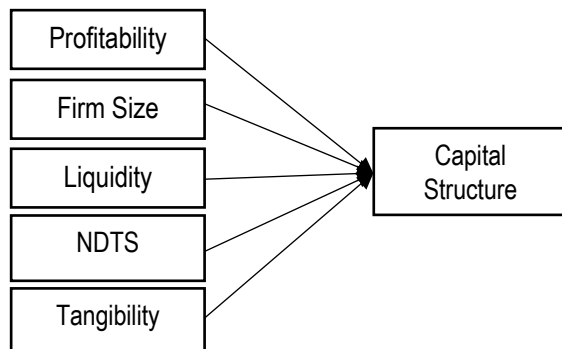 Profitability
Firm Size
Liquidity
NDTS
Tangibility
Capital
Structure